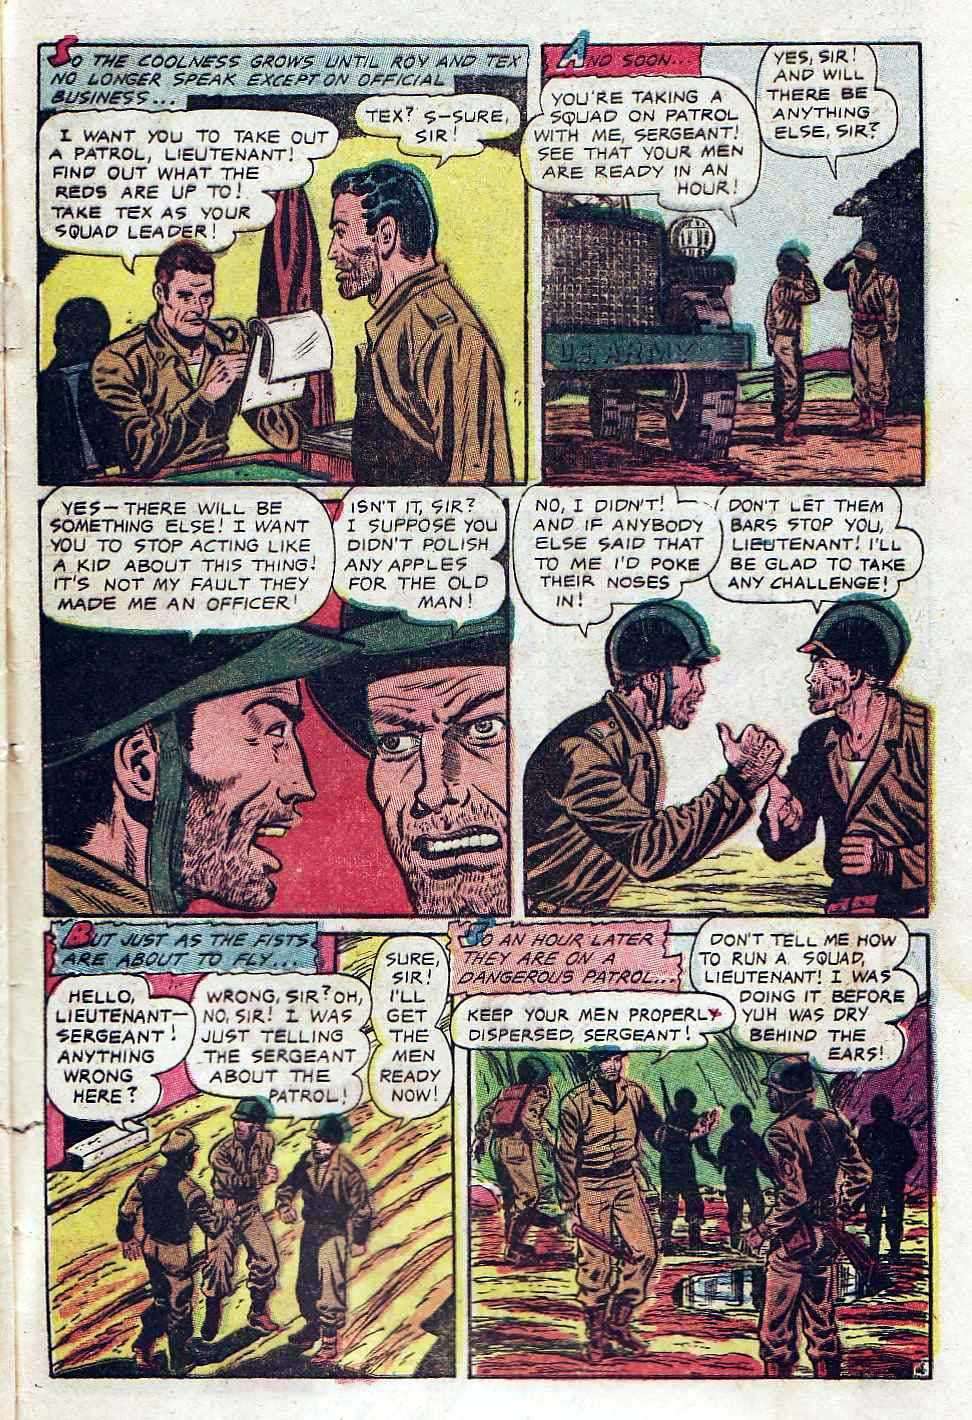 SO THE COOLNESS GROWS UNTIL ROY AND TEX
NO LONGER SPEAK EXCEPT ON OFFICIAL
BUSINESS...
I WANT YOU TO TAKE OUT
A PATROL, LIEUTENANT!
FIND OUT WHAT THE
REDS ARE UP TO!
TAKE TEX AS YOUR
SQUAD LEADER!
TEX? S-SURE,
SIR!
AND SOON...
YOU'RE TAKING A
SQUAD ON PATROL
WITH ME, SERGEANT!
SEE THAT YOUR MEN
ARE READY IN AN
HOUR!
YES, SIR!
AND WILL
THERE BE
ANYTHING
ELSE, SIR?
U.S. ARMY
YES- THERE WILL BE
SOMETHING ELSE! I WANT
YOU TO STOP ACTING LIKE
A KID ABOUT THIS THING!
IT'S NOT MY FAULT THEY
MADE ME AN OFFICER!
ISN'T IT, SIR?
I SUPPOSE YOU
DIDN'T POLISH
ANY APPLES
FOR THE OLD
MAN!
NO, I DIDN'T!
AND IF ANYBODY
ELSE SAID THAT
TO ME I'D POKE
THEIR NOSES
IN!
DON'T LET THEM
BARS STOP YOU,
LIEUTENANT! I'LL
BE GLAD TO TAKE
ANY CHALLENGE!
BUT JUST AS THE FISTS
ARE ABOUT TO FLY...
HELLO,
LIEUTENANT-
SERGEANT!
ANYTHING
WRONG
HERE?
WRONG, SIR? OH,
NO, SIR! I WAS
JUST TELLING
THE SERGEANT
ABOUT THE
PATROL!
SURE,
SIR!
I'LL
GET
THE
MEN
READY
NOW!
SO AN HOUR LATER
THEY ARE ON A
DANGEROUS PATROL...
KEEP YOUR MEN PROPERLY
DISPERSED, SERGEANT!
DON'T TELL ME HOW
TO RUN A SQUAD,
LIEUTENANT! I WAS
DOING IT BEFORE
YUH WAS DRY
BEHIND THE
EARS!
4